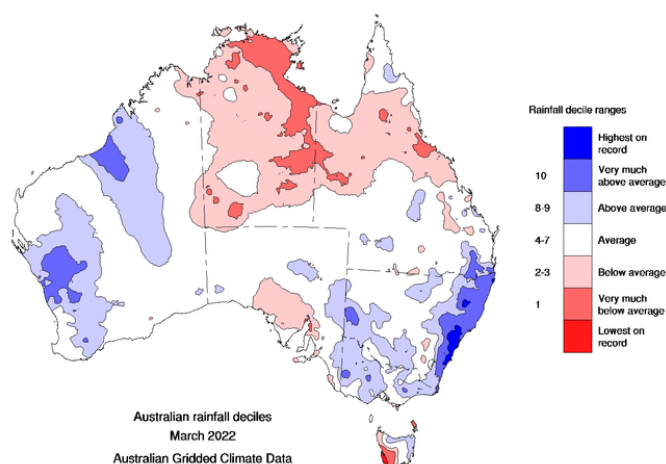 Rainfall decile ranges
Highest on
record
10
Very much
above average
8-9
Above average
4-7
Average
2-3
Below average
1
Very much
below average
Lowest on
record
Australian rainfall deciles
March 2022
Australian Gridded Climate Data